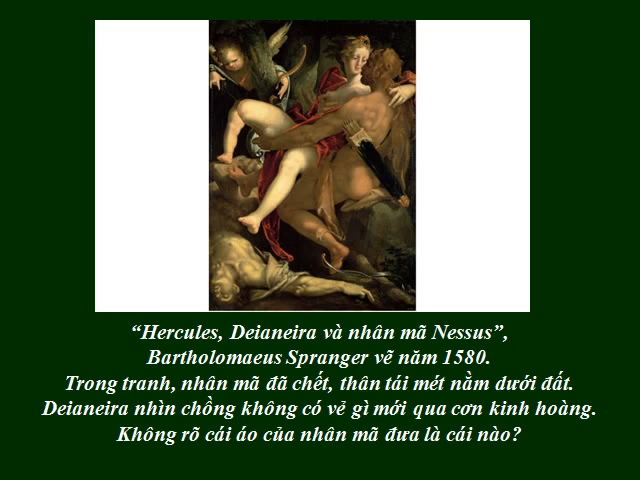 “Hercules, Deianeira và nhân mã Nessus”,
Bartholomaeus Spranger vẽ năm 1580.
Trong tranh, nhân mã đã chết, thân tái mét nằm dưới đất.
Deianeira nhìn chồng không có vẻ gì mới qua cơn kinh hoàng.
Không rõ cái áo của nhân mã đưa là cái nào?